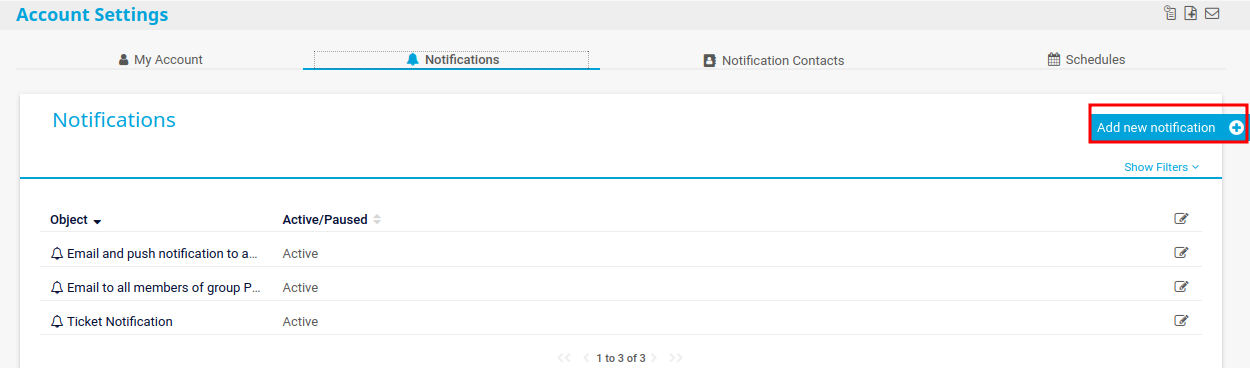 Account Settings
My Account
Notifications
Notification Contacts
Schedules
Notifications
Add new notification
Show Filters
Object
Active/Paused
Email and push notification to a...
Active
Email to all members of group P...
Active
Ticket Notification
Active
1 to 3 of 3